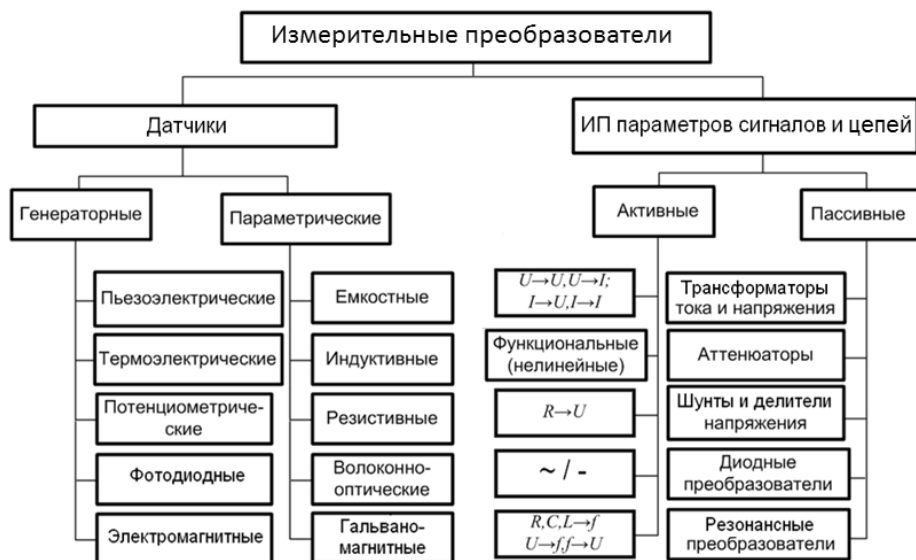 Измерительные преобразователи
Датчики
ИП параметров сигналов и цепей
Генераторные
Параметрические
Активные
Пассивные
Пьезоэлектрические
Термоэлектрические
Потенциометриче-
ские
Фотодиодные
Электромагнитные
Емкостные
Индуктивные
Резистивные
Волоконно-
оптические
Гальвано-
магнитные
U→U,U→I;
I→U,I→I
Функциональные
(нелинейные)
R→U
~ / -
R,C,L→f
U→f,f→U
Трансформаторы
тока и напряжения
Аттенюаторы
Шунты и делители
напряжения
Диодные
преобразователи
Резонансные
преобразователи